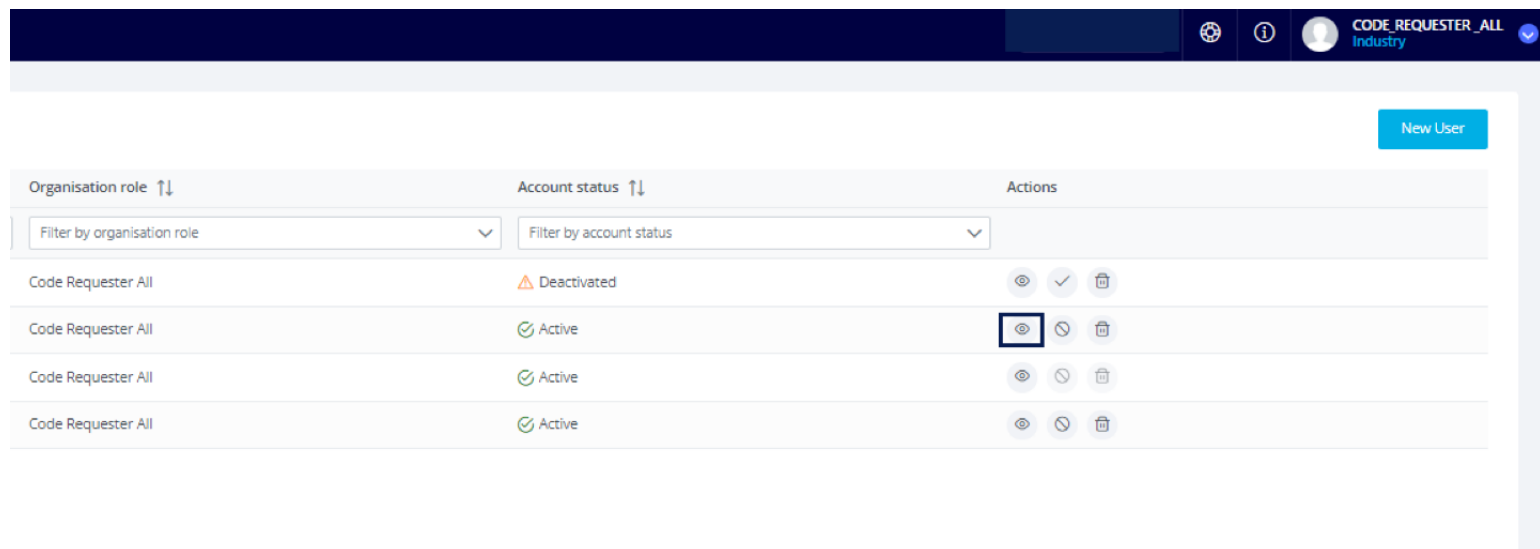 CODE_REQUESTER_ALL
Industry
New User
Organisation role Account status Actions
Filter by organisation role Filter by account status
Code Requester All Deactivated
Code Requester All Active
Code Requester All Active
Code Requester All Active